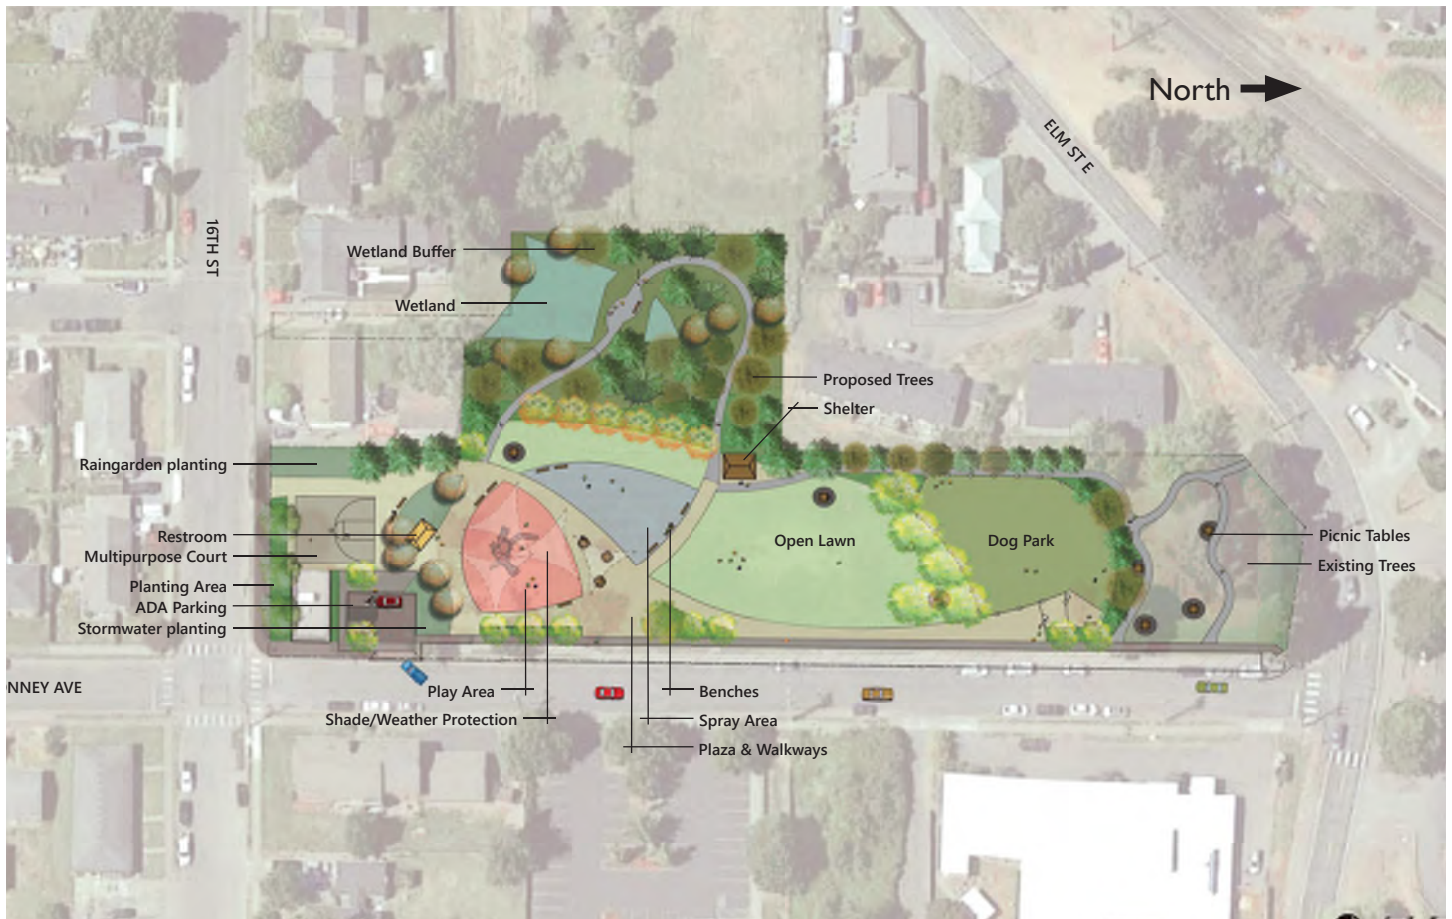 North
ELM ST E
16TH ST
Wetland Buffer
Wetland
Proposed Trees
Shelter
Raingarden planting
Restroom
Multipurpose Court
Planting Area
ADA Parking
Stormwater planting
Open Lawn
Dog Park
Picnic Tables
Existing Trees
NNEY AVE
Play Area
Shade/Weather Protection
Benches
Spray Area
Plaza & Walkways